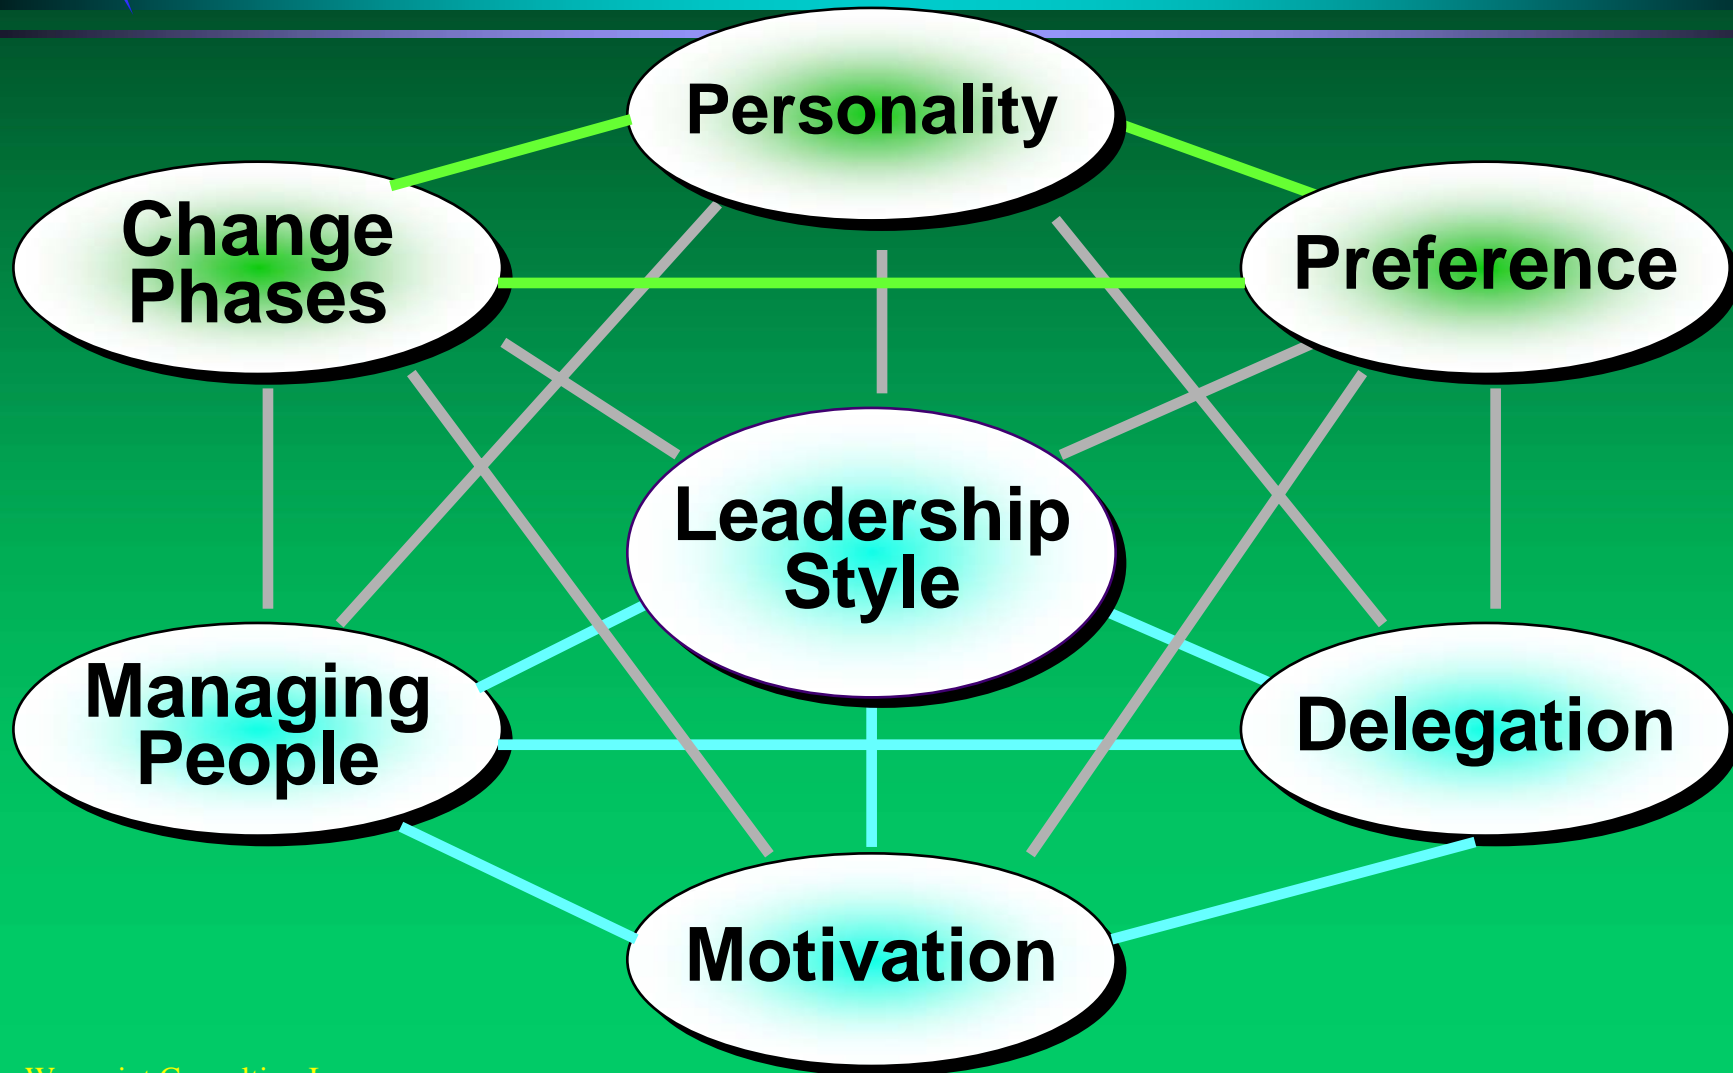 Personality
Change
Phases
Preference
Leadership
Style
Managing
People
Delegation
Motivation